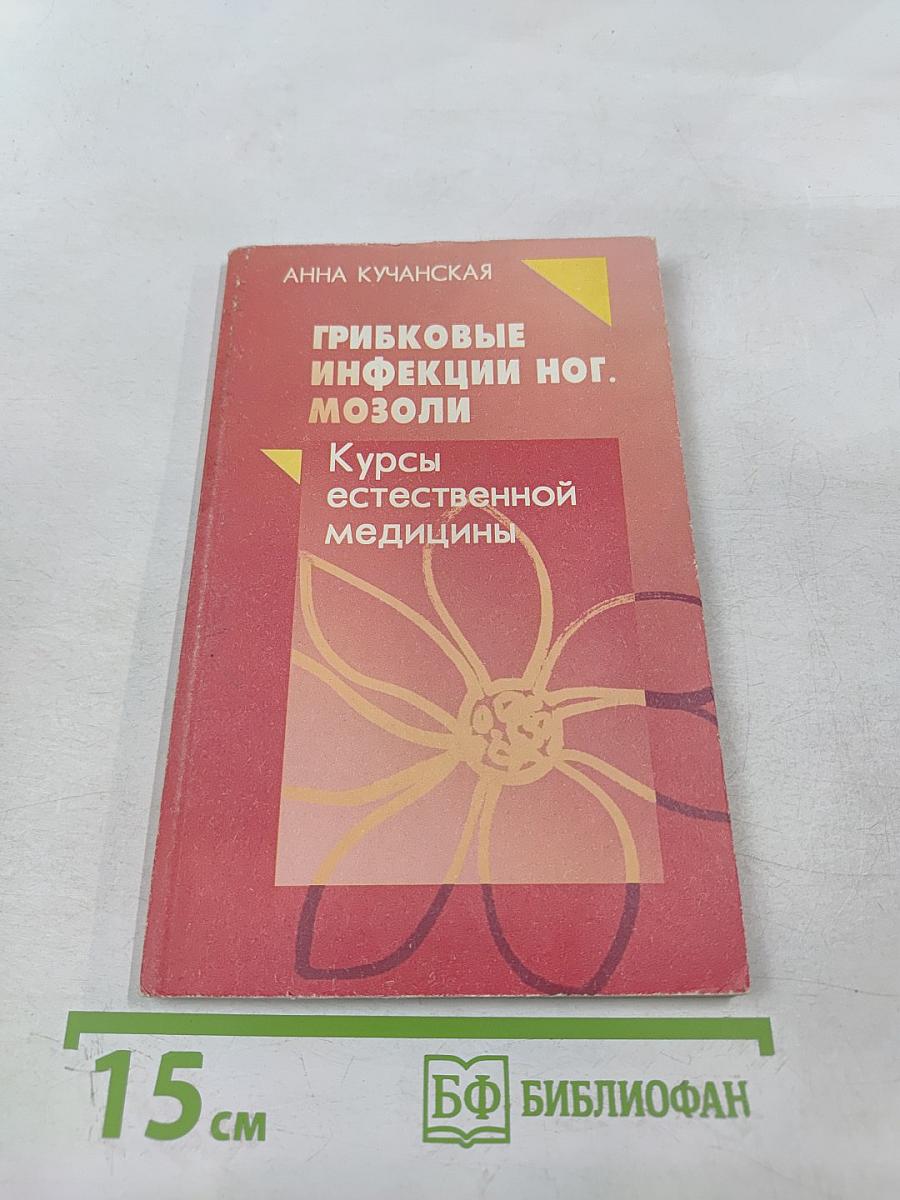 АННА КУЧАНСКАЯ
ГРИБКОВЫЕ
ИНФЕКЦИИ НОГ.
МОЗОЛИ
Курсы
естественной
медицины
15 см
БФ БИБЛИОФАН